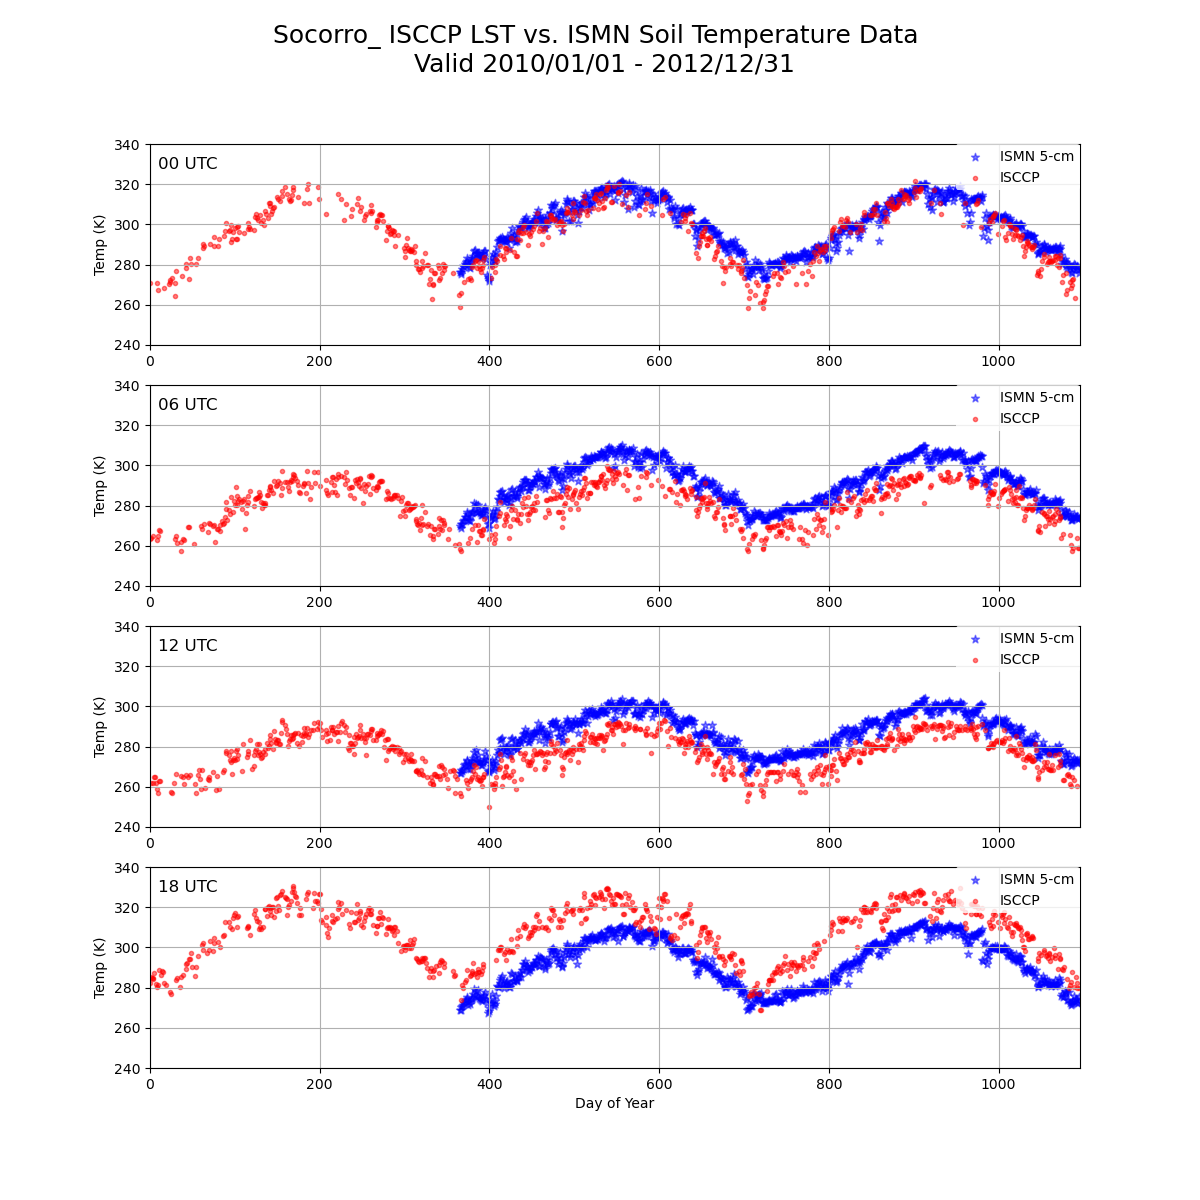 Socorro_ ISCCP LST vs. ISMN Soil Temperature Data
Valid 2010/01/01 - 2012/12/31
340
320
300
280
260
240
Temp (K)
00 UTC
ISMN 5-cm
ISCCP
0 200 400 600 800 1000
340
320
300
280
260
240
Temp (K)
06 UTC
ISMN 5-cm
ISCCP
0 200 400 600 800 1000
340
320
300
280
260
240
Temp (K)
12 UTC
ISMN 5-cm
ISCCP
0 200 400 600 800 1000
340
320
300
280
260
240
Temp (K)
18 UTC
ISMN 5-cm
ISCCP
0 200 400 600 800 1000
Day of Year